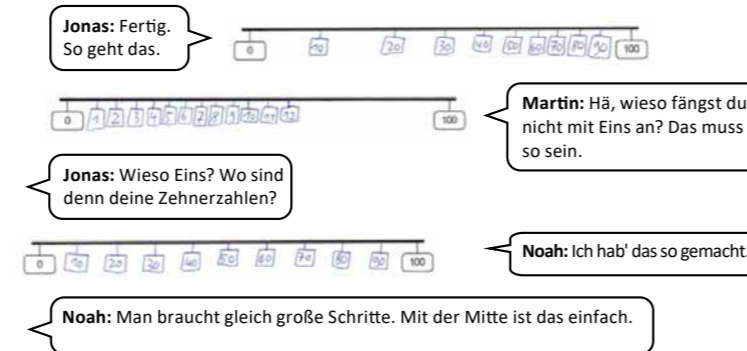 Jonas: Fertig.
So geht das.
0 10 20 30 40 50 60 70 80 90 100
0 1 2 3 4 5 6 7 8 9 10 11 12 100
Martin: Hä, wieso fängst du
nicht mit Eins an? Das muss
so sein.
Jonas: Wieso Eins? Wo sind
denn deine Zehnerzahlen?
0 10 20 30 40 50 60 70 80 90 100
Noah: Ich hab' das so gemacht.
Noah: Man braucht gleich große Schritte. Mit der Mitte ist das einfach.